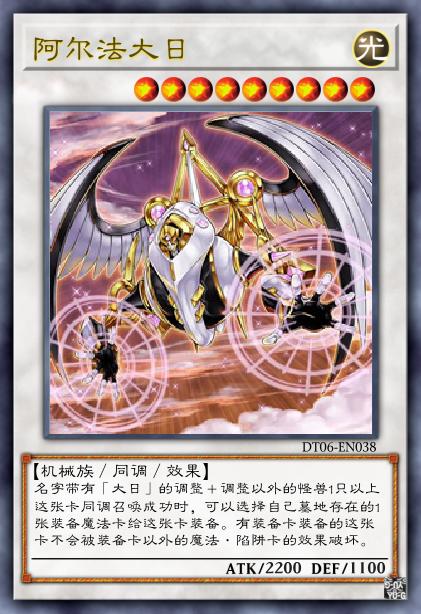 阿尔法大日
光
DT06-EN038
【机械族/同调/效果】
名字带有「大日」的调整+调整以外的怪兽1只以上
这张卡同调召唤成功时，可以选择自己墓地存在的1
张装备魔法卡给这张卡装备。有装备卡装备的这张
卡不会被装备卡以外的魔法·陷阱卡的效果破坏。
ATK/2200 DEF/1100